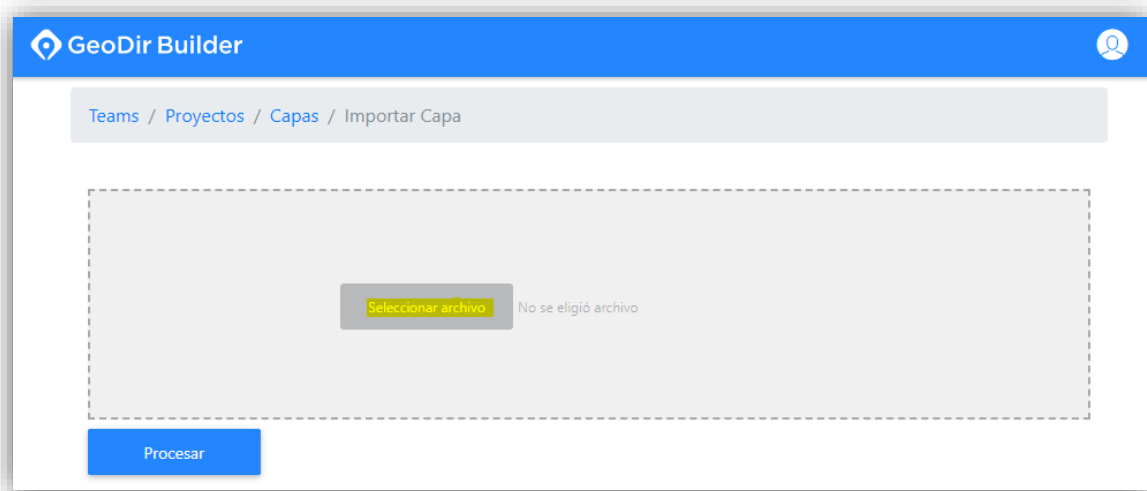 GeoDir Builder
Teams / Proyectos / Capas / Importar Capa
Seleccionar archivo No se eligió archivo
Procesar